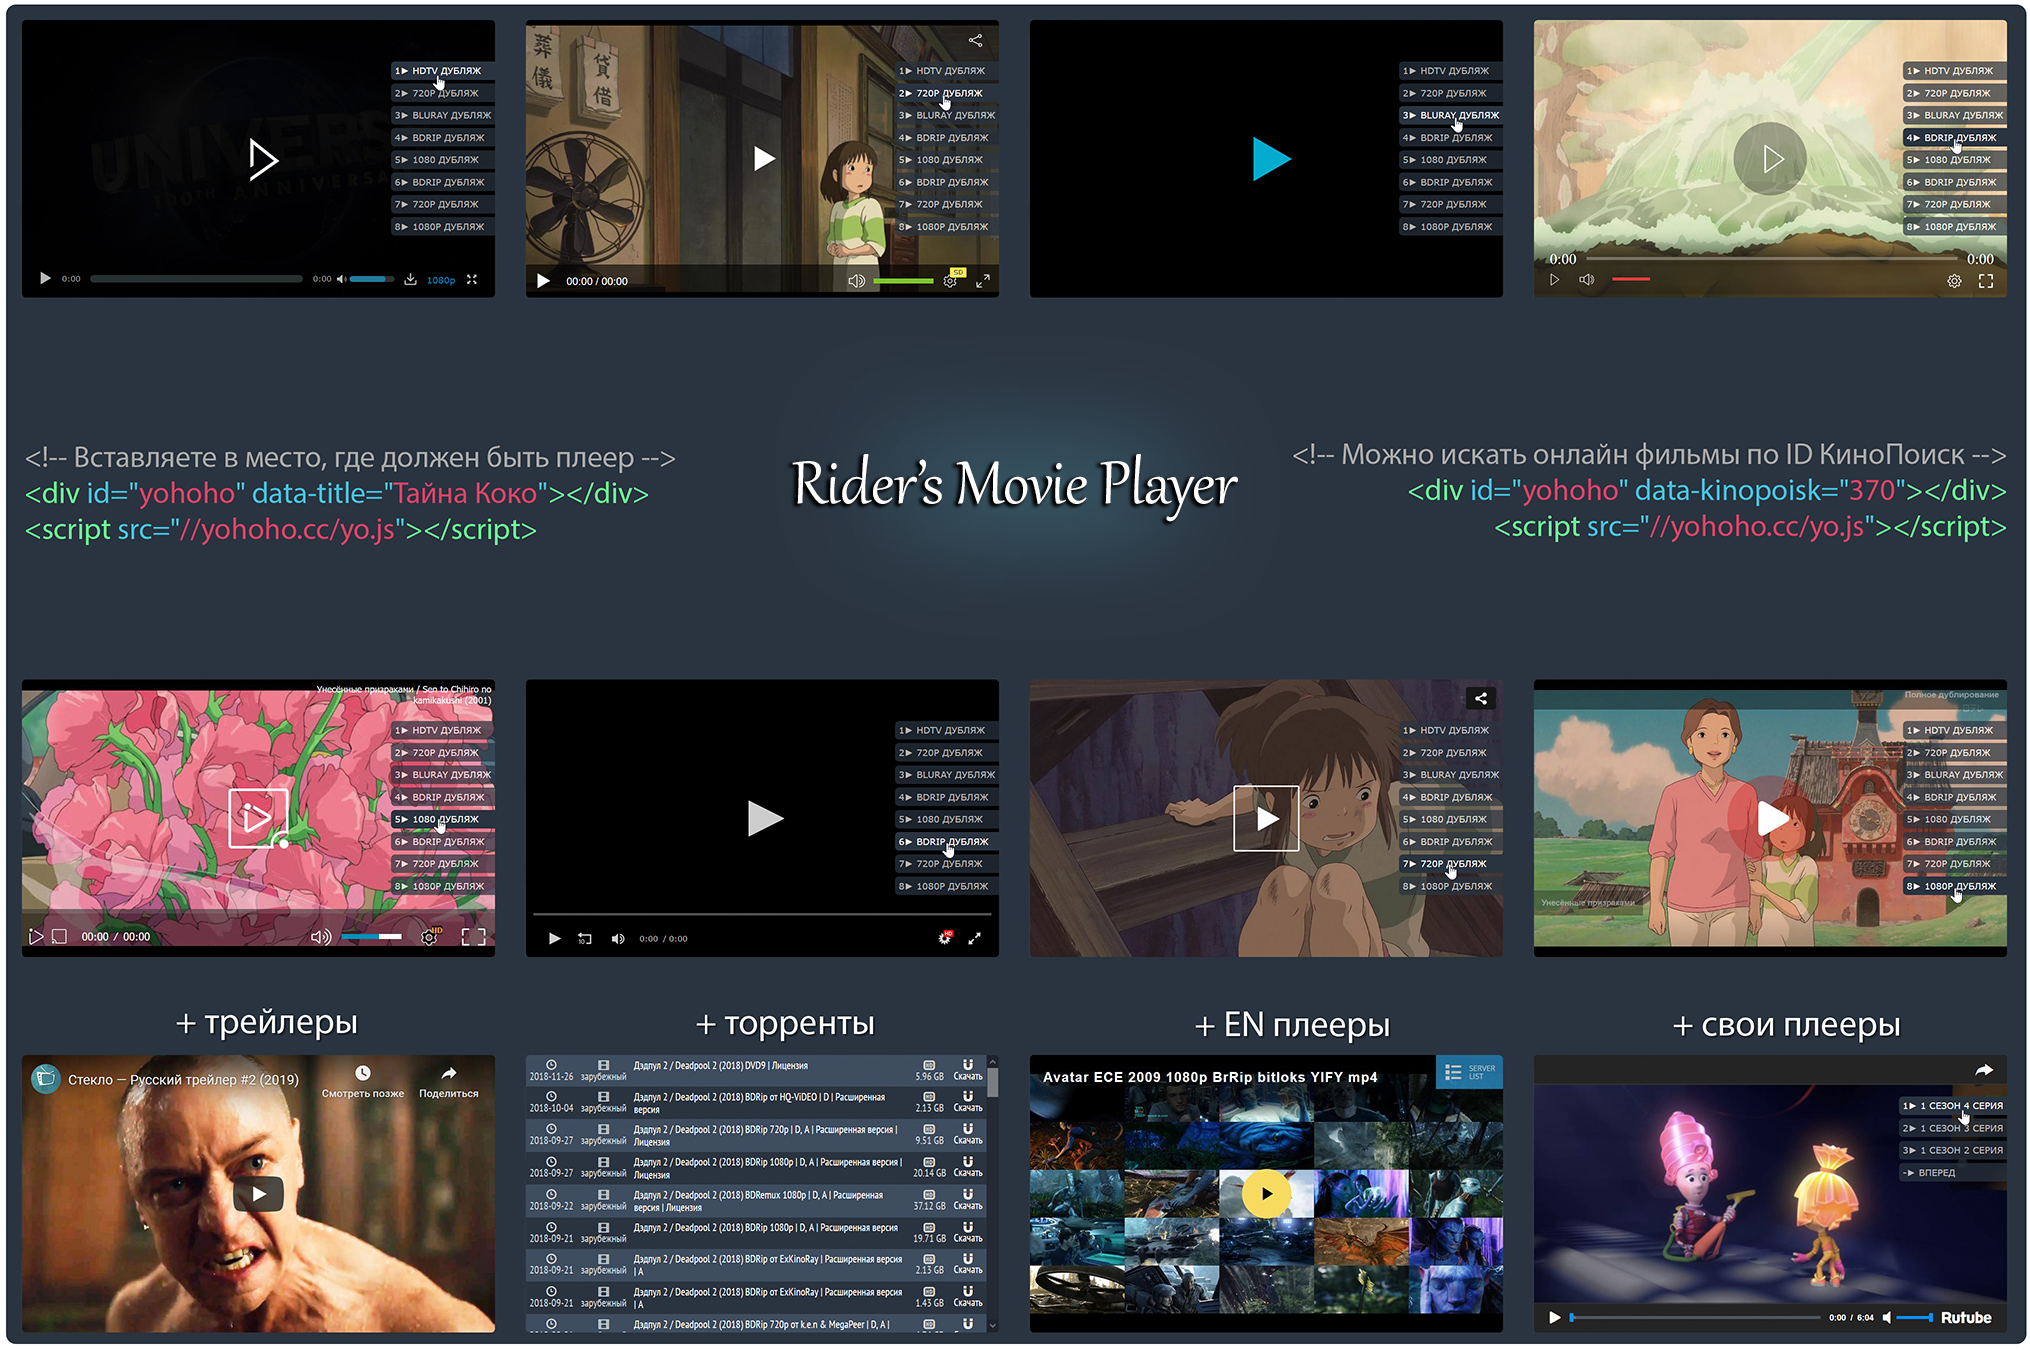 UNIVERS
100TH ANNIVERSA
1▶ HDTV ДУБЛЯЖ
2▶ 720P ДУБЛЯЖ
3▶ BLURAY ДУБЛЯЖ
4▶ BDRIP ДУБЛЯЖ
5▶ 1080 ДУБЛЯЖ
6▶ BDRIP ДУБЛЯЖ
7▶ 720P ДУБЛЯЖ
8▶ 1080P ДУБЛЯЖ
0:00
0:00
1080p
葬儀
貸借
1▶ HDTV ДУБЛЯЖ
2▶ 720P ДУБЛЯЖ
3▶ BLURAY ДУБЛЯЖ
4▶ BDRIP ДУБЛЯЖ
5▶ 1080 ДУБЛЯЖ
6▶ BDRIP ДУБЛЯЖ
7▶ 720P ДУБЛЯЖ
8▶ 1080P ДУБЛЯЖ
00:00 / 00:00
SD
1▶ HDTV ДУБЛЯЖ
2▶ 720P ДУБЛЯЖ
3▶ BLURAY ДУБЛЯЖ
4▶ BDRIP ДУБЛЯЖ
5▶ 1080 ДУБЛЯЖ
6▶ BDRIP ДУБЛЯЖ
7▶ 720P ДУБЛЯЖ
8▶ 1080P ДУБЛЯЖ
1▶ HDTV ДУБЛЯЖ
2▶ 720P ДУБЛЯЖ
3▶ BLURAY ДУБЛЯЖ
4▶ BDRIP ДУБЛЯЖ
5▶ 1080 ДУБЛЯЖ
6▶ BDRIP ДУБЛЯЖ
7▶ 720P ДУБЛЯЖ
8▶ 1080P ДУБЛЯЖ
0:00
0:00
<!-- Вставляете в место, где должен быть плеер -->
<div id="yohoho" data-title="Тайна Коко"></div>
<script src="//yohoho.cc/yo.js"></script>
Rider's Movie Player
<!-- Можно искать онлайн фильмы по ID КиноПоиск -->
<div id="yohoho" data-kinopoisk="370"></div>
<script src="//yohoho.cc/yo.js"></script>
Унесённые призраками / Sen to Chihiro no
kamikakushi (2001)
1▶ HDTV ДУБЛЯЖ
2▶ 720P ДУБЛЯЖ
3▶ BLURAY ДУБЛЯЖ
4▶ BDRIP ДУБЛЯЖ
5▶ 1080 ДУБЛЯЖ
6▶ BDRIP ДУБЛЯЖ
7▶ 720P ДУБЛЯЖ
8▶ 1080P ДУБЛЯЖ
00:00 / 00:00
HD
1▶ HDTV ДУБЛЯЖ
2▶ 720P ДУБЛЯЖ
3▶ BLURAY ДУБЛЯЖ
4▶ BDRIP ДУБЛЯЖ
5▶ 1080 ДУБЛЯЖ
6▶ BDRIP ДУБЛЯЖ
7▶ 720P ДУБЛЯЖ
8▶ 1080P ДУБЛЯЖ
10
0:00 / 0:00
HD
1▶ HDTV ДУБЛЯЖ
2▶ 720P ДУБЛЯЖ
3▶ BLURAY ДУБЛЯЖ
4▶ BDRIP ДУБЛЯЖ
5▶ 1080 ДУБЛЯЖ
6▶ BDRIP ДУБЛЯЖ
7▶ 720P ДУБЛЯЖ
8▶ 1080P ДУБЛЯЖ
Полное дублирование
1▶ HDTV ДУБЛЯЖ
2▶ 720P ДУБЛЯЖ
3▶ BLURAY ДУБЛЯЖ
4▶ BDRIP ДУБЛЯЖ
5▶ 1080 ДУБЛЯЖ
6▶ BDRIP ДУБЛЯЖ
7▶ 720P ДУБЛЯЖ
8▶ 1080P ДУБЛЯЖ
Унесённые призраками
+ трейлеры
+ торренты
+ EN плееры
+ свои плееры
Стекло — Русский трейлер #2 (2019)
Смотреть позже
Поделиться
2018-11-26 зарубежный Дэдпул 2 / Deadpool 2 (2018) DVD9 | Лицензия 5.96 GB Скачать
2018-10-04 зарубежный Дэдпул 2 / Deadpool 2 (2018) BDRip от HQ-ViDEO | D | Расширенная
версия 2.13 GB Скачать
2018-09-27 зарубежный Дэдпул 2 / Deadpool 2 (2018) BDRip 720p | D, A | Расширенная версия |
Лицензия 9.51 GB Скачать
2018-09-27 зарубежный Дэдпул 2 / Deadpool 2 (2018) BDRip 1080p | D, A | Расширенная версия |
Лицензия 20.14 GB Скачать
2018-09-22 зарубежный Дэдпул 2 / Deadpool 2 (2018) BDRemux 1080p | D, A | Расширенная
версия | Лицензия 37.12 GB Скачать
2018-09-21 зарубежный Дэдпул 2 / Deadpool 2 (2018) BDRip 1080p | D, A | Расширенная версия 19.71 GB Скачать
2018-09-21 зарубежный Дэдпул 2 / Deadpool 2 (2018) BDRip от ExKinoRay | Расширенная версия
| A 2.13 GB Скачать
2018-09-21 зарубежный Дэдпул 2 / Deadpool 2 (2018) BDRip от ExKinoRay | Расширенная версия
| A 1.43 GB Скачать
Дэдпул 2 / Deadpool 2 (2018) BDRip 720p от k.e.n & MegaPeer | D, A |
Avatar ECE 2009 1080p BrRip bitloks YIFY mp4
SERVER
LIST
1▶ 1 СЕЗОН 4 СЕРИЯ
2▶ 1 СЕЗОН 3 СЕРИЯ
3▶ 1 СЕЗОН 2 СЕРИЯ
-▶ ВПЕРЕД
0:00 / 6:04
Rutube